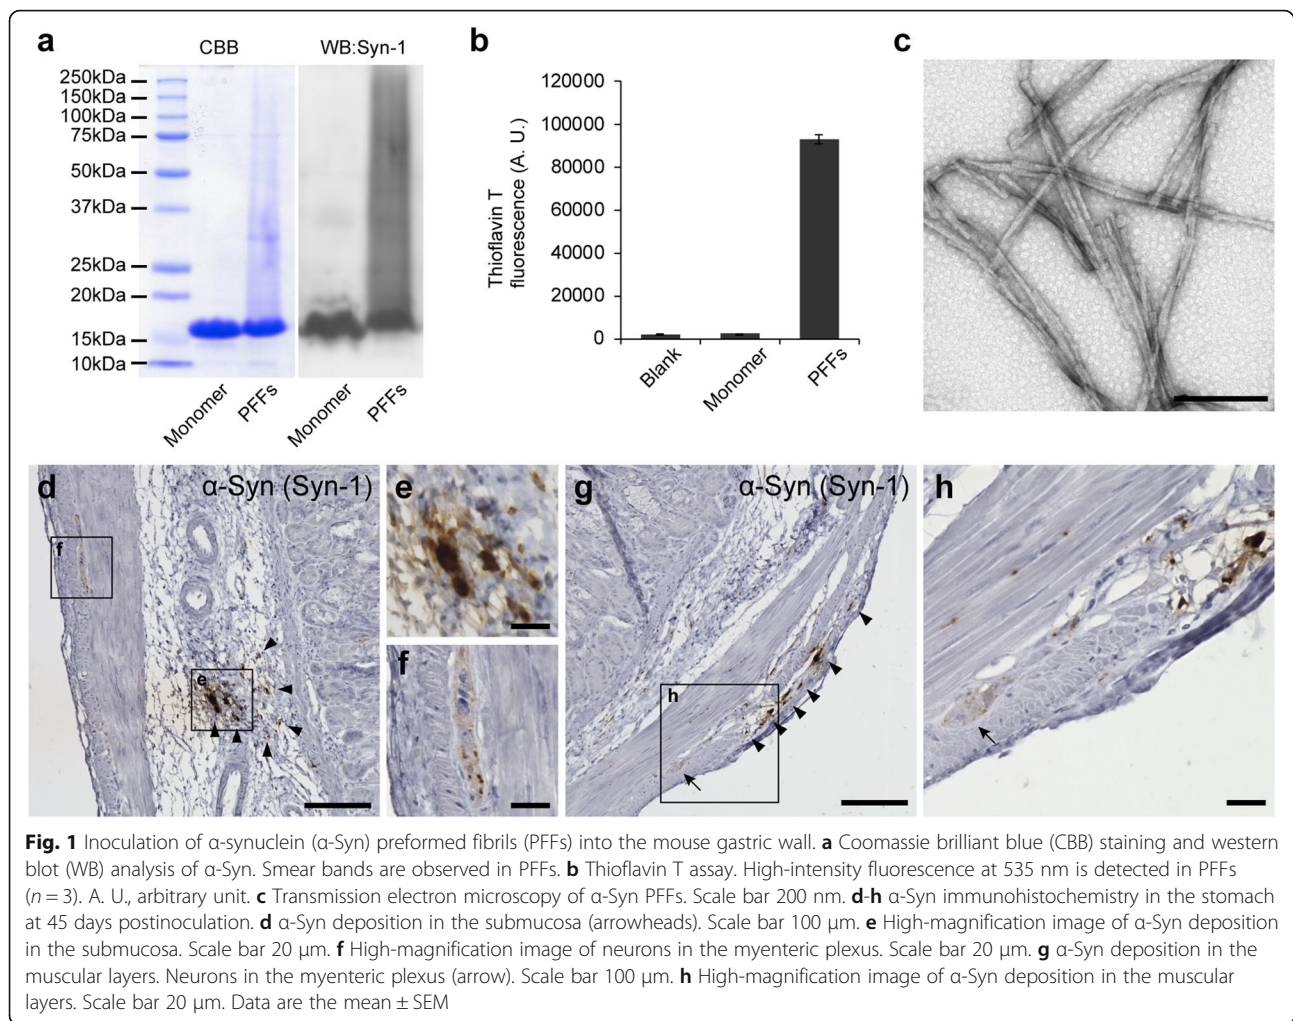 a
CBB
WB:Syn-1
250kDa
150kDa
100kDa
75kDa
50kDa
37kDa
25kDa
20kDa
15kDa
10kDa
Monomer
PFFs
Monomer
PFFs
b
Thioflavin T
fluorescence (A. U.)
120000
100000
80000
60000
40000
20000
0
Blank
Monomer
PFFs
c
d
α-Syn (Syn-1)
f
e
e
f
g
α-Syn (Syn-1)
h
h
Fig. 1 Inoculation of α-synuclein (α-Syn) preformed fibrils (PFFs) into the mouse gastric wall. a Coomassie brilliant blue (CBB) staining and western
blot (WB) analysis of α-Syn. Smear bands are observed in PFFs. b Thioflavin T assay. High-intensity fluorescence at 535 nm is detected in PFFs
(n = 3). A. U., arbitrary unit. c Transmission electron microscopy of α-Syn PFFs. Scale bar 200 nm. d-h α-Syn immunohistochemistry in the stomach
at 45 days postinoculation. d α-Syn deposition in the submucosa (arrowheads). Scale bar 100 μm. e High-magnification image of α-Syn deposition
in the submucosa. Scale bar 20 μm. f High-magnification image of neurons in the myenteric plexus. Scale bar 20 μm. g α-Syn deposition in the
muscular layers. Neurons in the myenteric plexus (arrow). Scale bar 100 μm. h High-magnification image of α-Syn deposition in the muscular
layers. Scale bar 20 μm. Data are the mean ± SEM